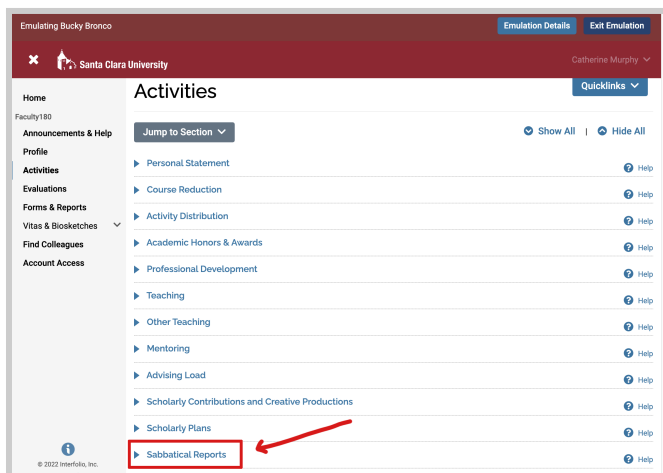 Emulating Bucky Bronco
Emulation Details
Exit Emulation
Santa Clara University
Catherine Murphy
Home
Faculty180
Announcements & Help
Profile
Activities
Evaluations
Forms & Reports
Vitas & Biosketches
Find Colleagues
Account Access
© 2022 Interfolio, Inc.
Activities
Quicklinks
Jump to Section
Show All | Hide All
Personal Statement Help
Course Reduction Help
Activity Distribution Help
Academic Honors & Awards Help
Professional Development Help
Teaching Help
Other Teaching Help
Mentoring Help
Advising Load Help
Scholarly Contributions and Creative Productions Help
Scholarly Plans Help
Sabbatical Reports Help